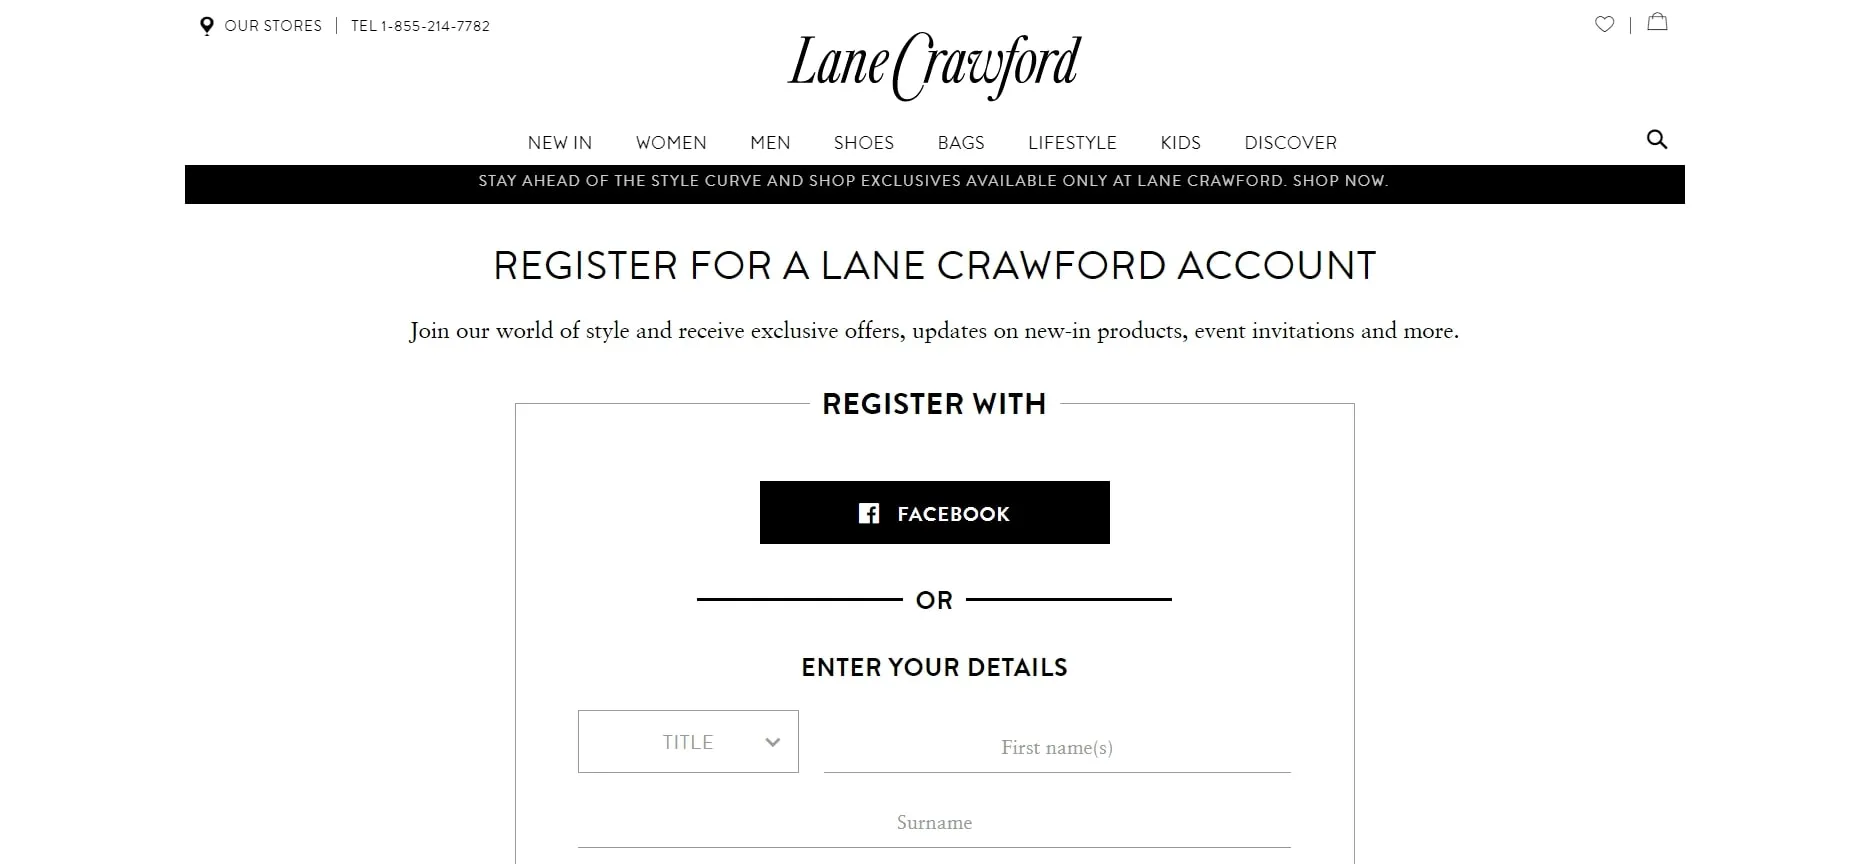 OUR STORES | TEL 1-855-214-7782
Lane Crawford
NEW IN WOMEN MEN SHOES BAGS LIFESTYLE KIDS DISCOVER
STAY AHEAD OF THE STYLE CURVE AND SHOP EXCLUSIVES AVAILABLE ONLY AT LANE CRAWFORD. SHOP NOW.
REGISTER FOR A LANE CRAWFORD ACCOUNT
Join our world of style and receive exclusive offers, updates on new-in products, event invitations and more.
REGISTER WITH
FACEBOOK
OR
ENTER YOUR DETAILS
TITLE First name(s)
Surname